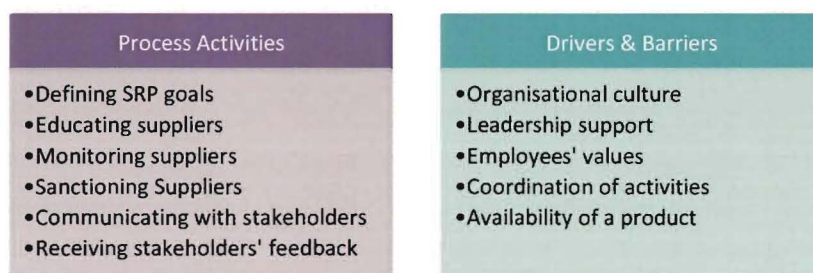 Process Activities
•Defining SRP goals
•Educating suppliers
•Monitoring suppliers
•Sanctioning Suppliers
•Communicating with stakeholders
•Receiving stakeholders' feedback
Drivers & Barriers
•Organisational culture
•Leadership support
•Employees' values
•Coordination of activities
•Availability of a product